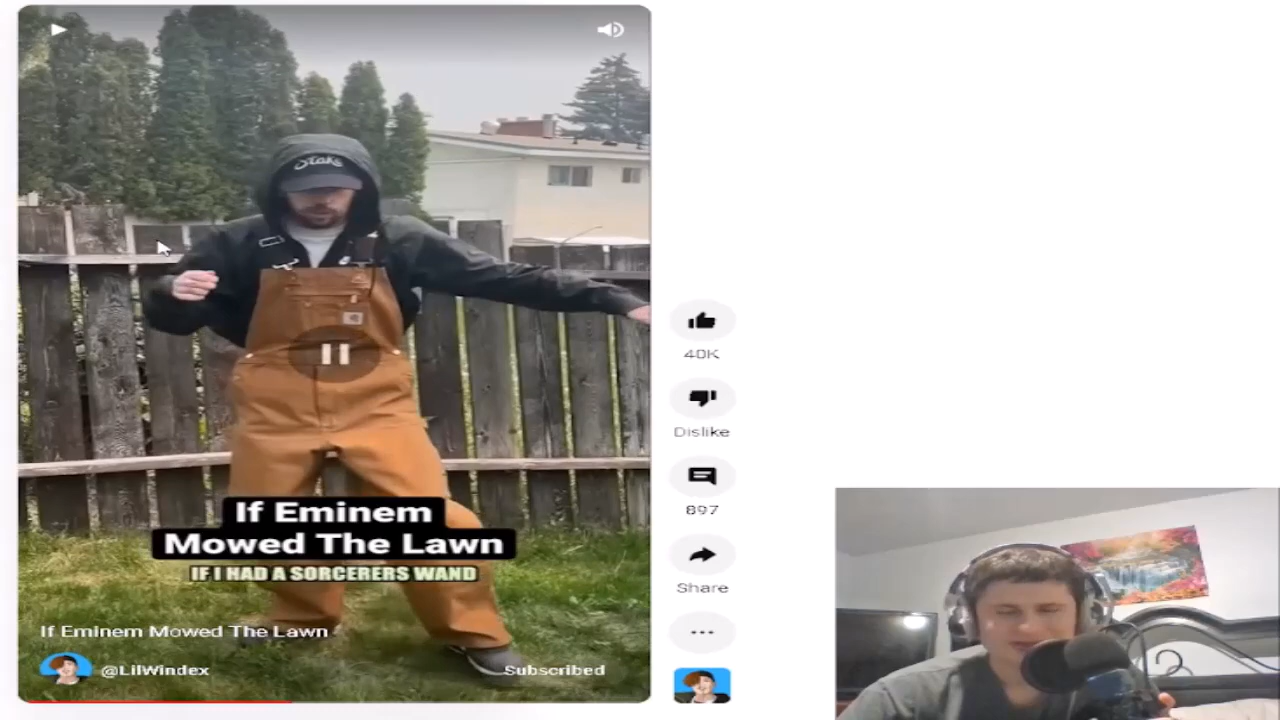 Stake
If Eminem
Mowed The Lawn
IF I HAD A SORCERERS WAND
If Eminem Mowed The Lawn
@LilWindex
Subscribed
40K
Dislike
897
Share